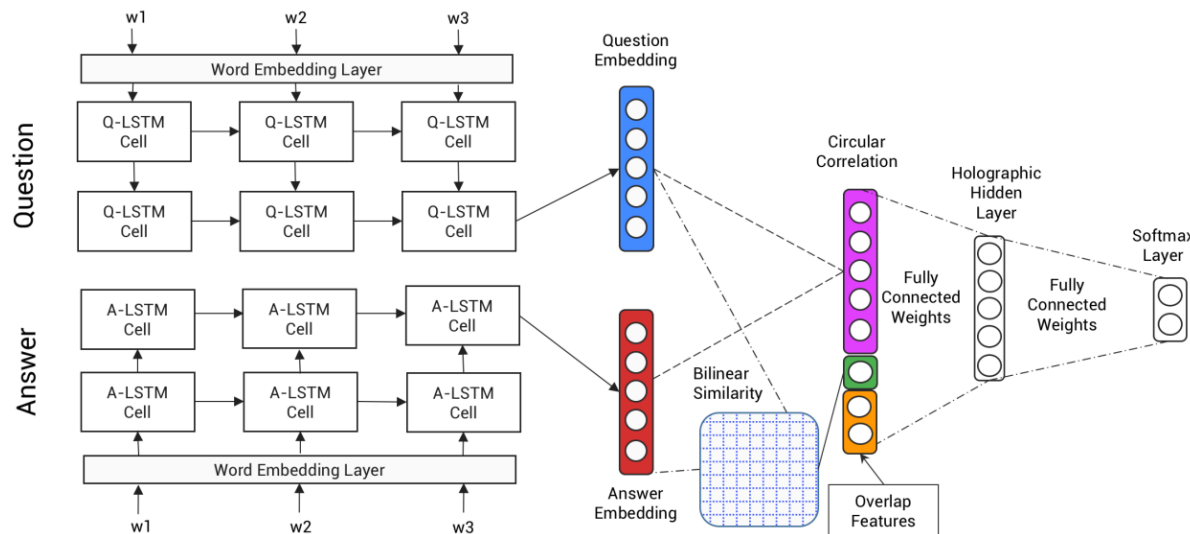 w1
w2
w3
Word Embedding Layer
Q-LSTM
Cell
Q-LSTM
Cell
Q-LSTM
Cell
Q-LSTM
Cell
Q-LSTM
Cell
Q-LSTM
Cell
Question
A-LSTM
Cell
A-LSTM
Cell
A-LSTM
Cell
A-LSTM
Cell
A-LSTM
Cell
A-LSTM
Cell
Answer
Word Embedding Layer
w1
w2
w3
Question
Embedding
Answer
Embedding
Bilinear
Similarity
Circular
Correlation
Overlap
Features
Fully
Connected
Weights
Holographic
Hidden
Layer
Fully
Connected
Weights
Softmax
Layer